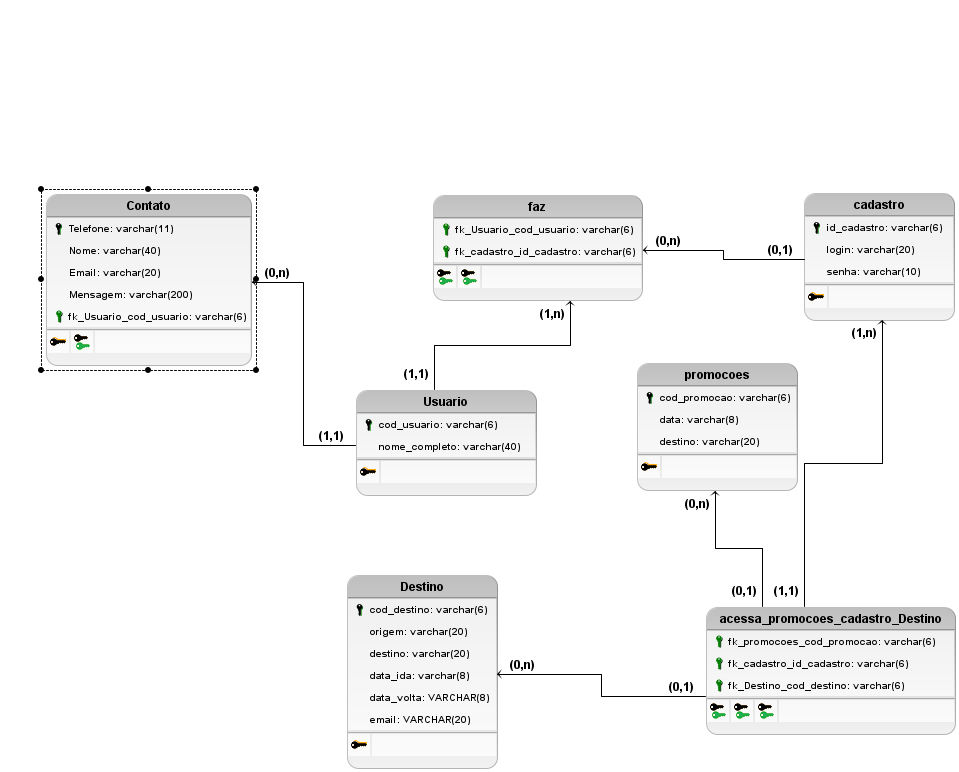 Contato
Telefone: varchar(11)
Nome: varchar(40)
Email: varchar(20)
Mensagem: varchar(200)
fk_Usuario_cod_usuario: varchar(6)
(0,n)
(1,1)
faz
fk_Usuario_cod_usuario: varchar(6)
fk_cadastro_id_cadastro: varchar(6)
(0,n)
(0,1)
(1,n)
(1,1)
cadastro
id_cadastro: varchar(6)
login: varchar(20)
senha: varchar(10)
(1,n)
Usuario
cod_usuario: varchar(6)
nome_completo: varchar(40)
promocoes
cod_promocao: varchar(6)
data: varchar(8)
destino: varchar(20)
(0,n)
(0,1)
(1,1)
Destino
cod_destino: varchar(6)
origem: varchar(20)
destino: varchar(20)
data_ida: varchar(8)
data_volta: VARCHAR(8)
email: VARCHAR(20)
(0,n)
(0,1)
acessa_promocoes_cadastro_Destino
fk_promocoes_cod_promocao: varchar(6)
fk_cadastro_id_cadastro: varchar(6)
fk_Destino_cod_destino: varchar(6)